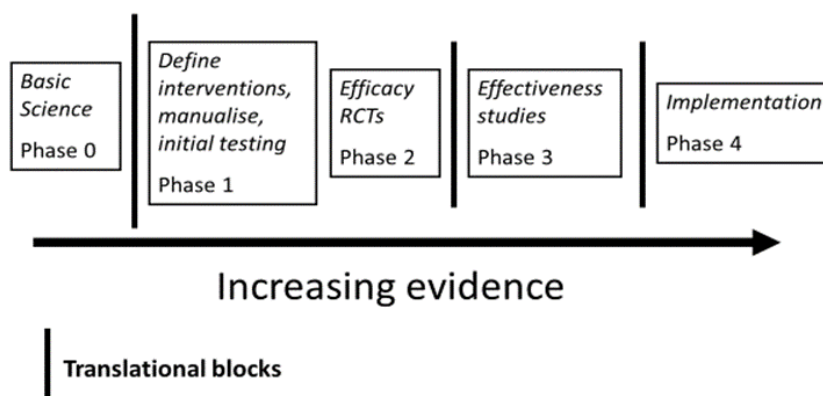 Basic
Science
Phase 0
Define
interventions,
manualise,
initial testing
Phase 1
Efficacy
RCTs
Phase 2
Effectiveness
studies
Phase 3
Implementation
Phase 4
Increasing evidence
Translational blocks